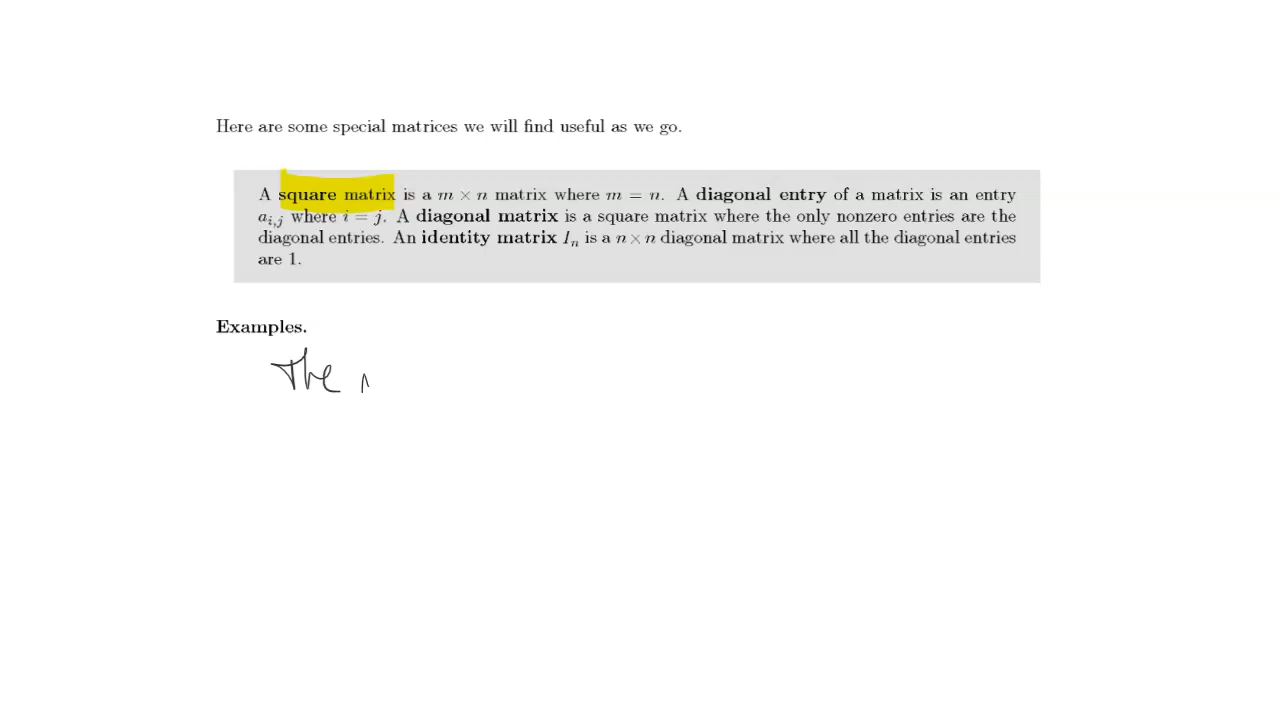 Here are some special matrices we will find useful as we go.
A square matrix is a m × n matrix where m = n. A diagonal entry of a matrix is an entry
a_{i,j} where i = j. A diagonal matrix is a square matrix where the only nonzero entries are the
diagonal entries. An identity matrix I_n is a n × n diagonal matrix where all the diagonal entries
are 1.
Examples.
The